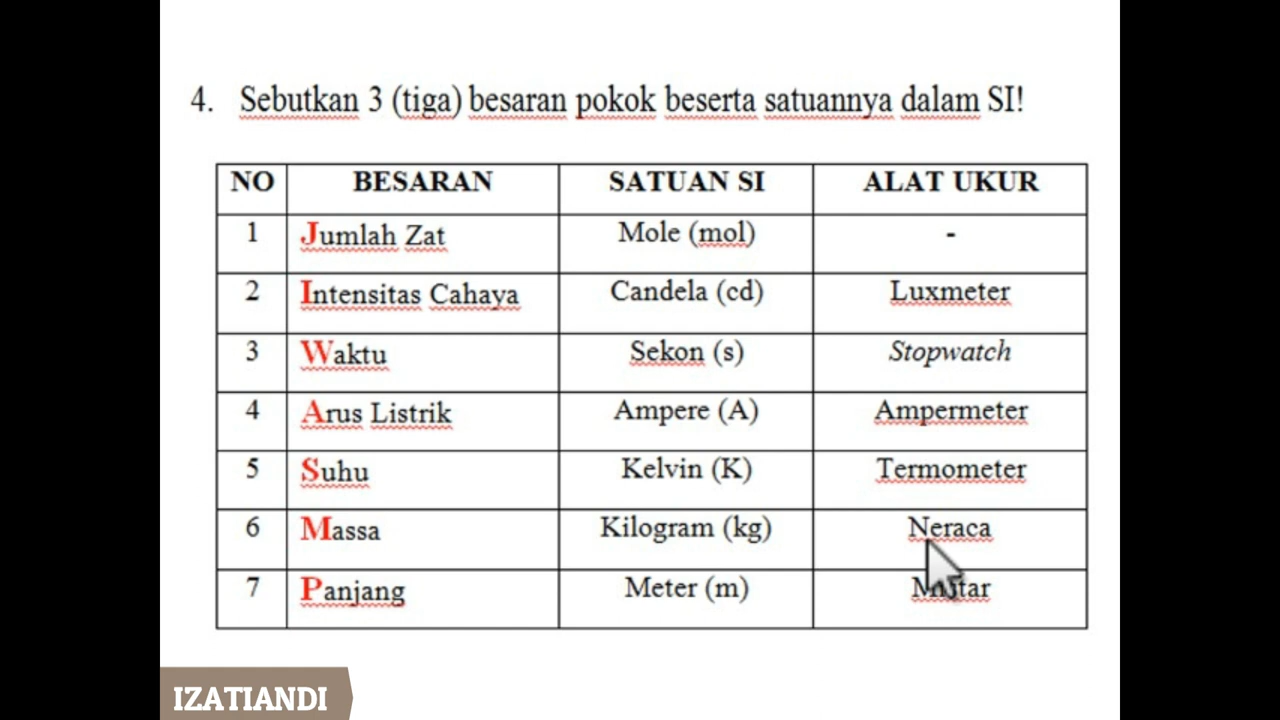 4. Sebutkan 3 (tiga) besaran pokok beserta satuannya dalam SI!
NO BESARAN SATUAN SI ALAT UKUR
1 Jumlah Zat Mole (mol) -
2 Intensitas Cahaya Candela (cd) Luxmeter
3 Waktu Sekon (s) Stopwatch
4 Arus Listrik Ampere (A) Ampermeter
5 Suhu Kelvin (K) Termometer
6 Massa Kilogram (kg) Neraca
7 Panjang Meter (m)
IZATIANDI